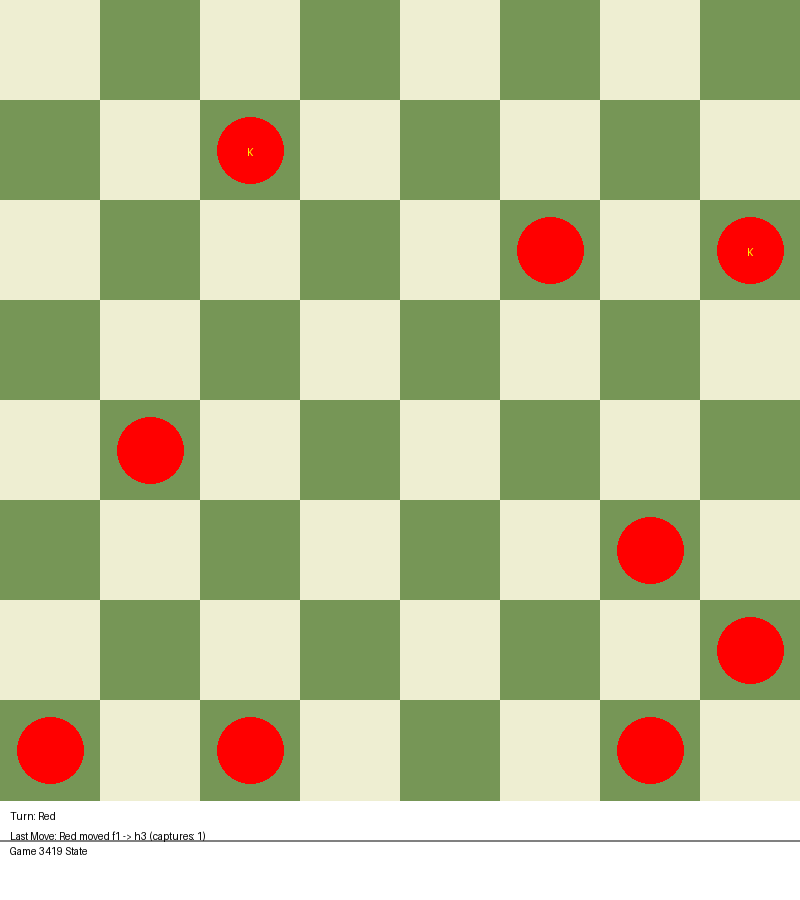 K
K
Turn: Red
Last Move: Red moved f1 -> h3 (captures: 1)
Game 3419 State